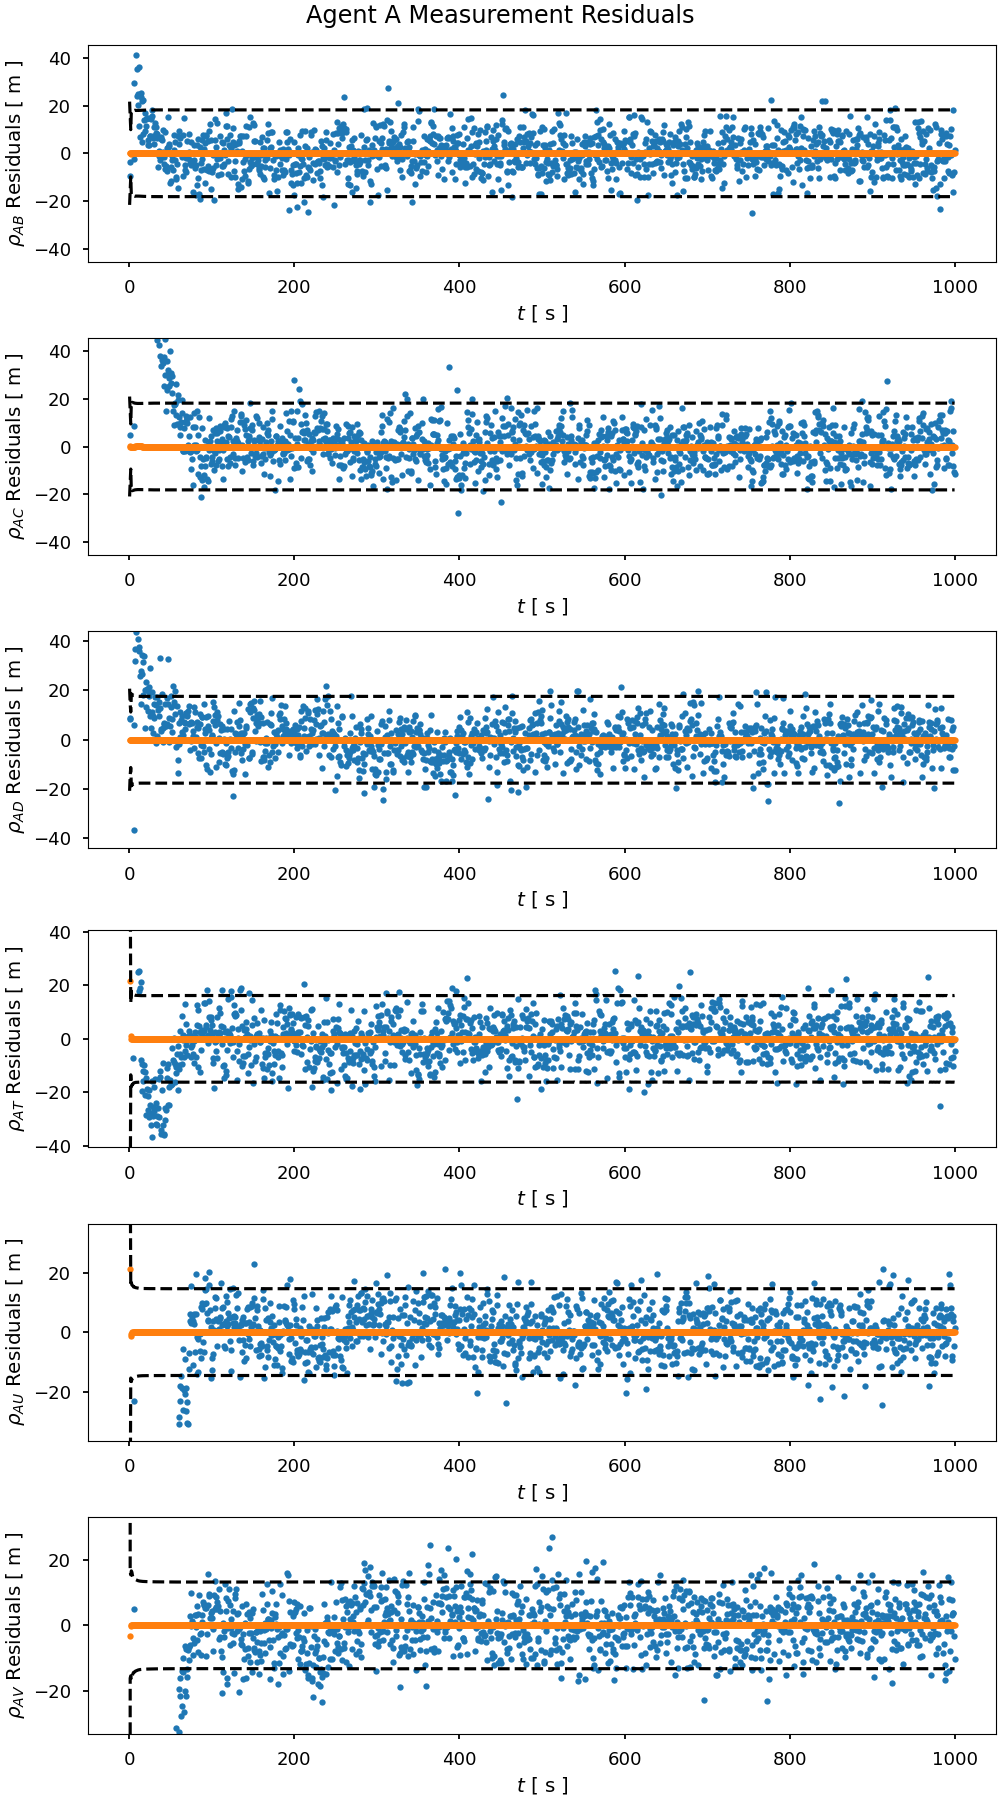 Agent A Measurement Residuals
ρAB Residuals [ m ]
40
20
0
−20
−40
0 200 400 600 800 1000
t [ s ]
ρAC Residuals [ m ]
40
20
0
−20
−40
0 200 400 600 800 1000
t [ s ]
ρAD Residuals [ m ]
40
20
0
−20
−40
0 200 400 600 800 1000
t [ s ]
ρAT Residuals [ m ]
40
20
0
−20
−40
0 200 400 600 800 1000
t [ s ]
ρAU Residuals [ m ]
20
0
−20
0 200 400 600 800 1000
t [ s ]
ρAV Residuals [ m ]
20
0
−20
0 200 400 600 800 1000
t [ s ]